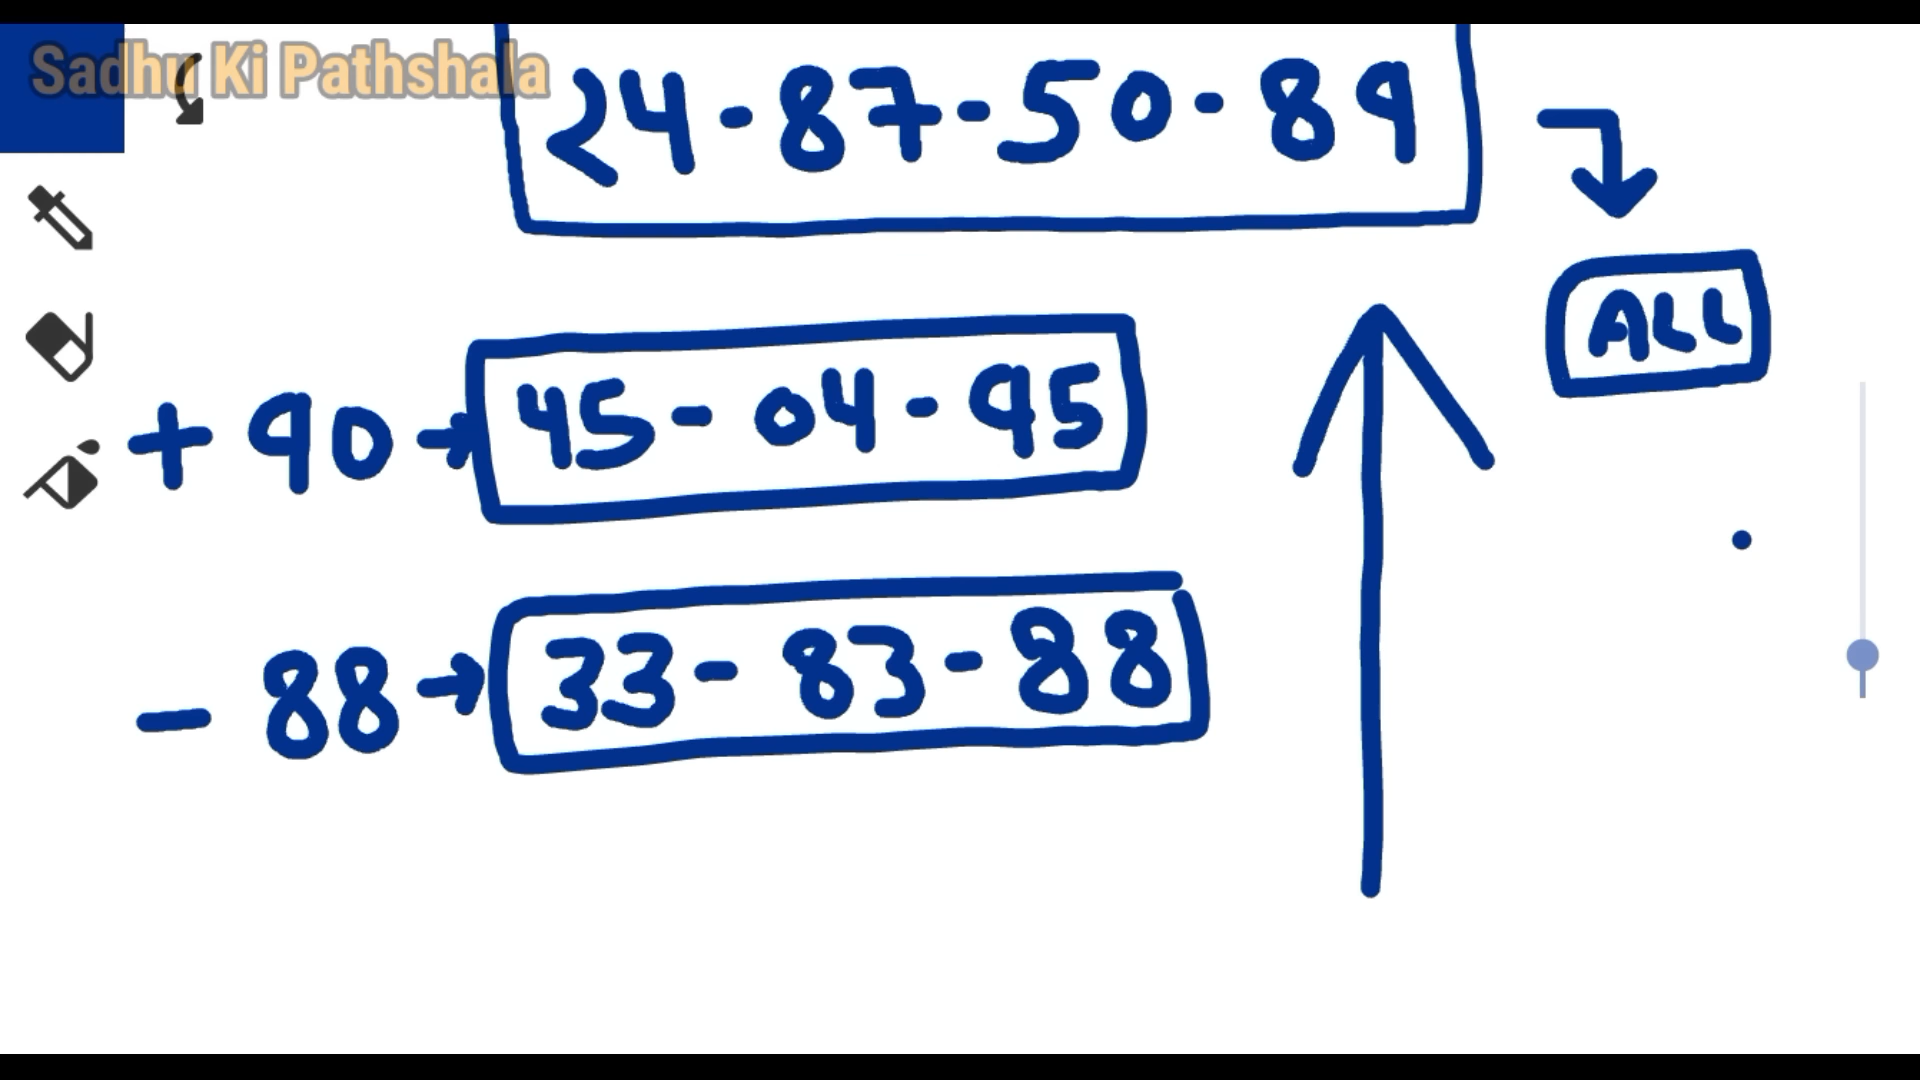 Sadhu Ki Pathshala
24-87-50-89
ALL
+ 90 → 45-04-95
- 88 → 33-83-88